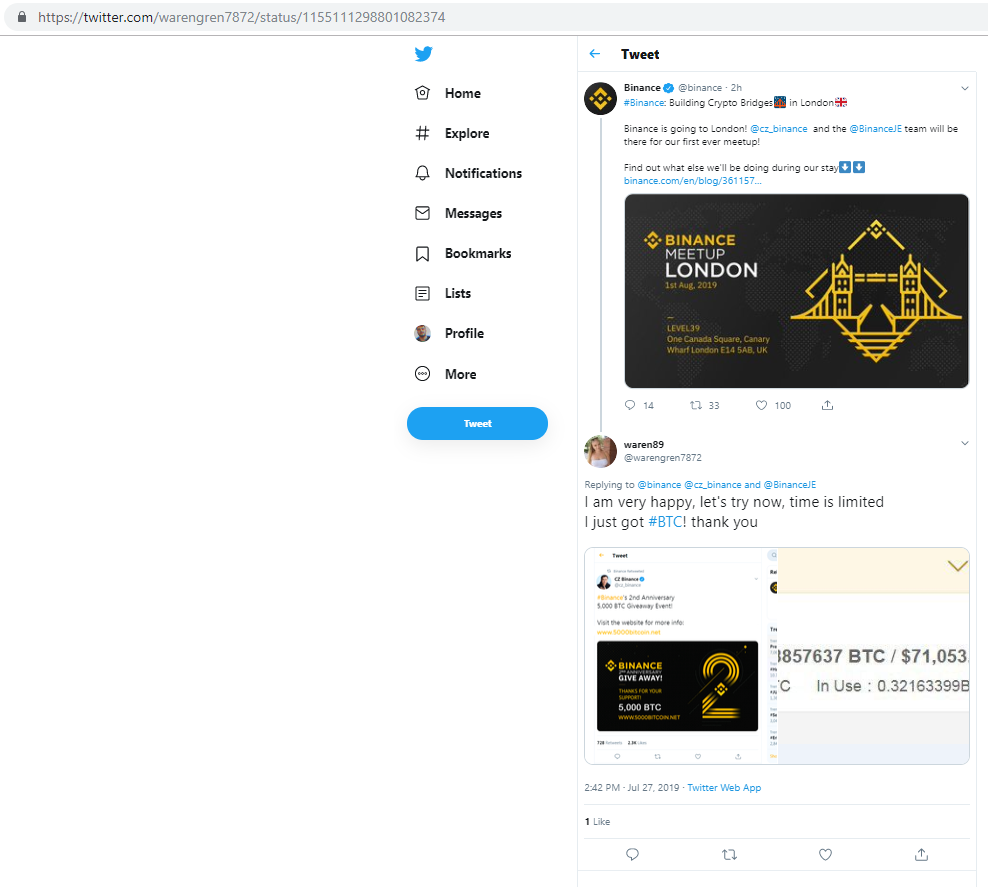 https://twitter.com/warengren7872/status/1155111298801082374
Home
Explore
Notifications
Messages
Bookmarks
Lists
Profile
More
Tweet
Tweet
Binance @binance · 2h
#Binance: Building Crypto Bridges in London
Binance is going to London! @cz_binance and the @BinanceJE team will be
there for our first ever meetup!
Find out what else we'll be doing during our stay
binance.com/en/blog/361157...
BINANCE
MEETUP
LONDON
1st Aug, 2019
LEVEL39
One Canada Square, Canary
Wharf London E14 5AB, UK
14 33 100
waren89
@warengren7872
Replying to @binance @cz_binance and @BinanceJE
I am very happy, let's try now, time is limited
I just got #BTC! thank you
Tweet
Binance Retweeted
CZ Binance
@cz_binance
#Binance's 2nd Anniversary
5,000 BTC Giveaway Event!
Visit the website for more info:
www.5000bitcoin.net
BINANCE
2ND ANNIVERSARY
GIVE AWAY!
THANKS FOR YOUR
SUPPORT!
5,000 BTC
WWW.5000BITCOIN.NET
2
728 Retweets 2.3K Likes
3857637 BTC / $71,053.
TC In Use : 0.32163399B
2:42 PM · Jul 27, 2019 · Twitter Web App
1 Like